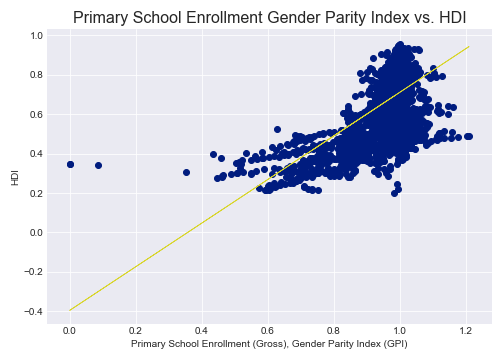 Primary School Enrollment Gender Parity Index vs. HDI
1.0
0.8
0.6
0.4
0.2
0.0
−0.2
−0.4
HDI
0.0 0.2 0.4 0.6 0.8 1.0 1.2
Primary School Enrollment (Gross), Gender Parity Index (GPI)